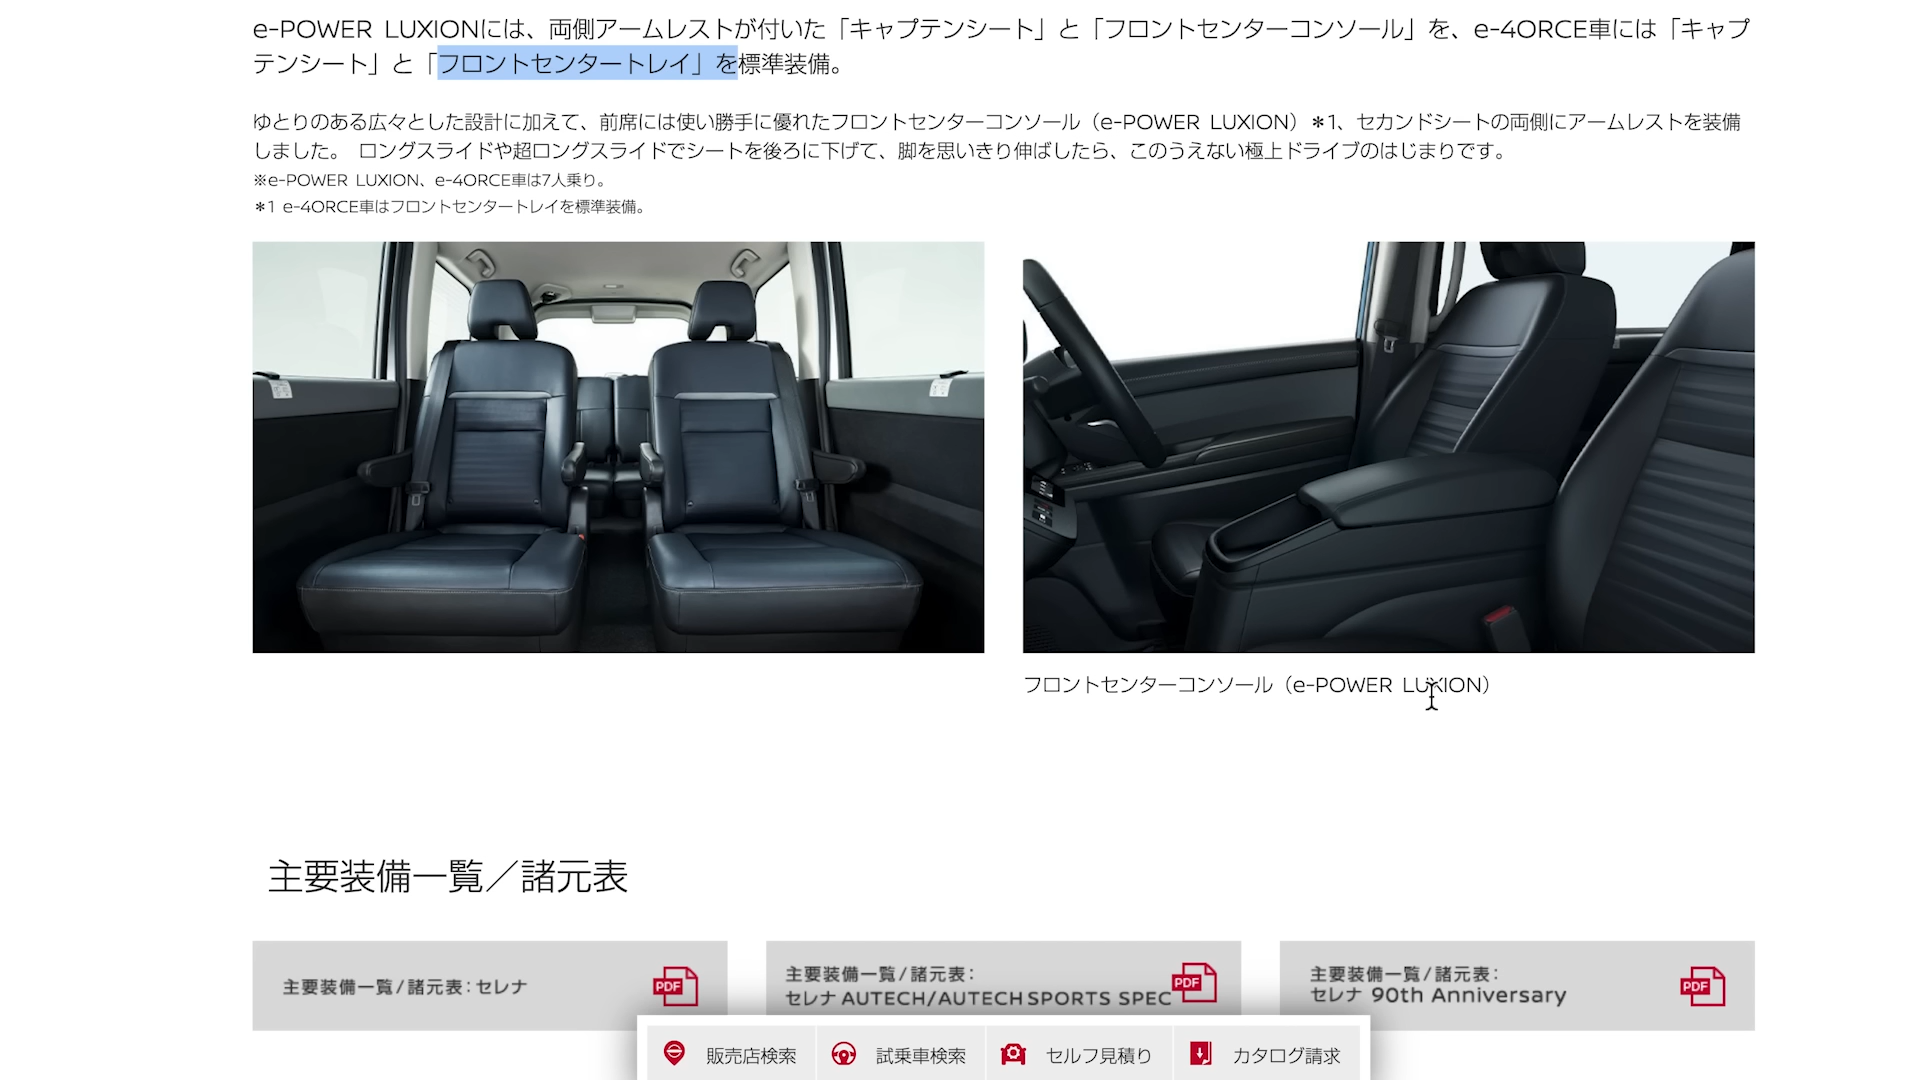 e-POWER LUXIONには、両側アームレストが付いた「キャプテンシート」と「フロントセンターコンソール」を、e-4ORCE車には「キャプ
テンシート」と「フロントセンタートレイ」を標準装備。
ゆとりのある広々とした設計に加えて、前席には使い勝手に優れたフロントセンターコンソール（e-POWER LUXION）＊1、セカンドシートの両側にアームレストを装備
しました。 ロングスライドや超ロングスライドでシートを後ろに下げて、脚を思いきり伸ばしたら、このうえない極上ドライブのはじまりです。
※e-POWER LUXION、e-4ORCE車は7人乗り。
＊1 e-4ORCE車はフロントセンタートレイを標準装備。
フロントセンターコンソール（e-POWER LUXION）
主要装備一覧／諸元表
主要装備一覧/諸元表：セレナ
PDF
主要装備一覧/諸元表：
セレナ AUTECH/AUTECH SPORTS SPEC
PDF
主要装備一覧/諸元表：
セレナ 90th Anniversary
PDF
販売店検索
試乗車検索
セルフ見積り
カタログ請求